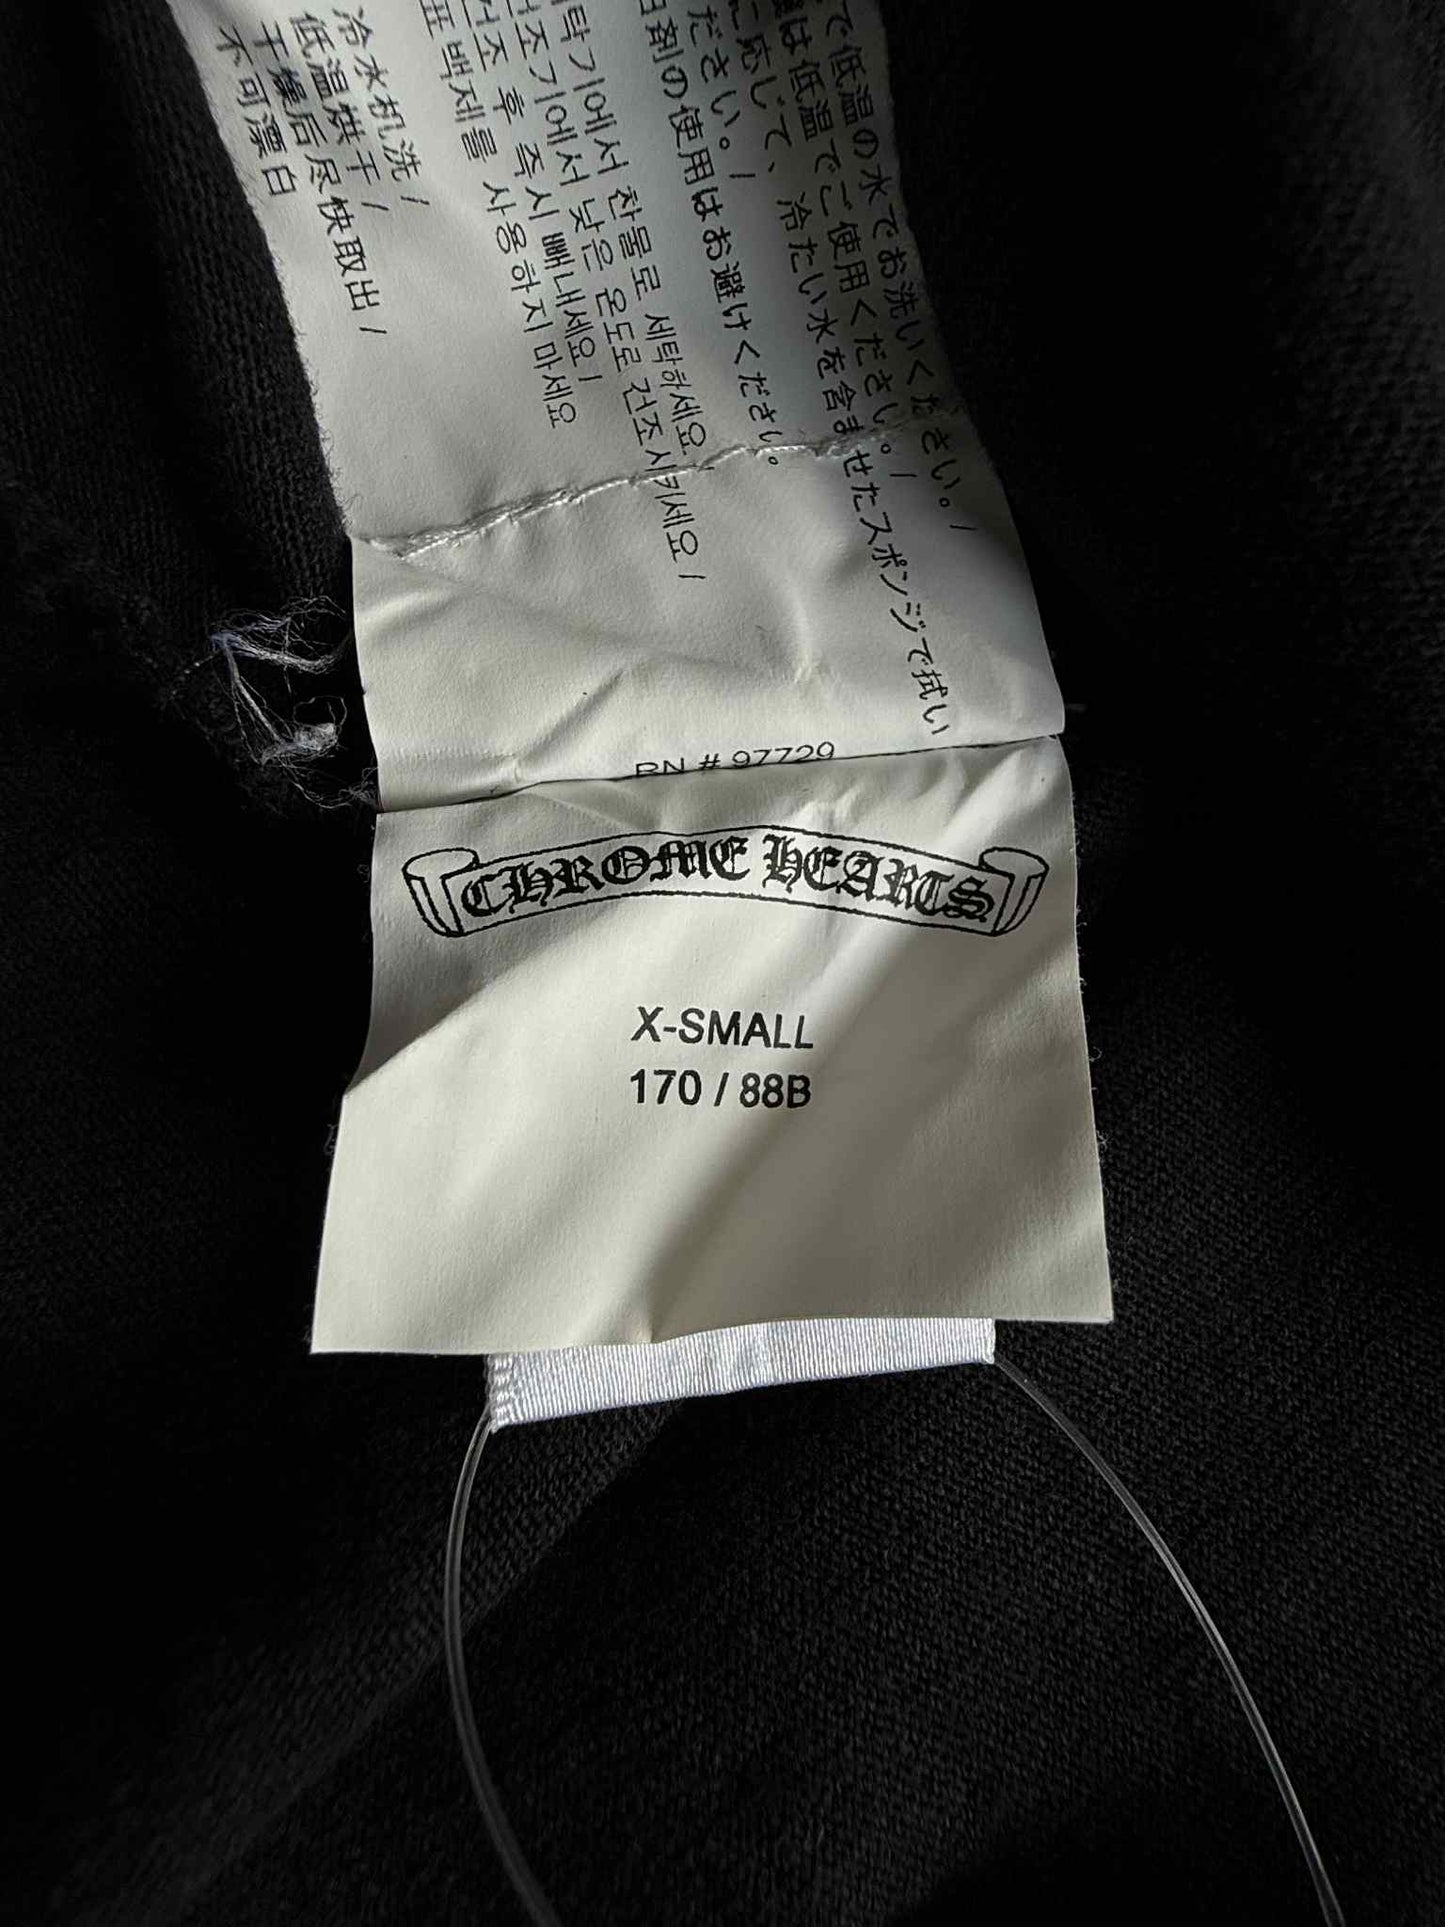 で低温の水でお洗いください。/
は低温でご使用ください。/
に応じて、冷たい水を含ませたスポンジで拭い
ださい。/
剤の使用はお避けください。
탁기에서 찬물로 세탁하세요 /
조기에서 낮은 온도로 건조시키세요 /
건조 후 즉시 빼내세요 /
표백제를 사용하지 마세요
冷水机洗 /
低温烘干 /
干燥后尽快取出 /
不可漂白
RN # 97729
CHROME HEARTS
X-SMALL
170 / 88B